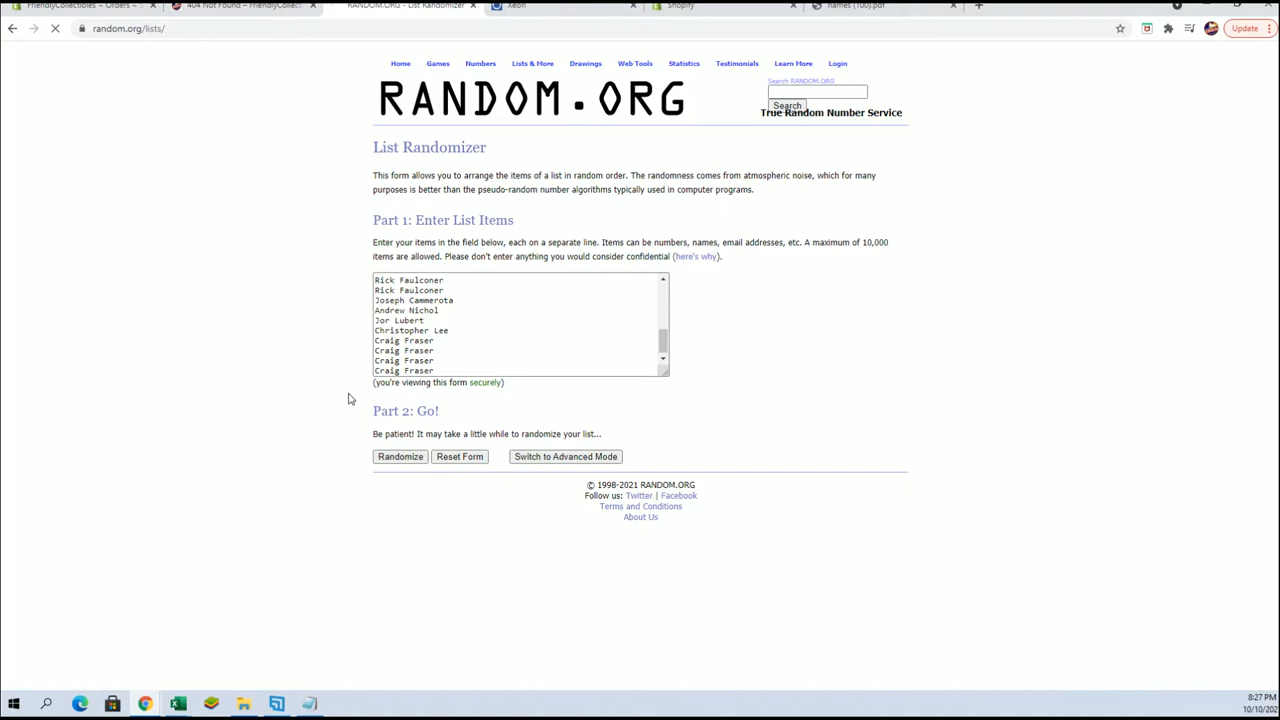 FriendlyCollectibles ~ Orders ~ S
404 Not Found – FriendlyCollect
RANDOM.ORG - List Randomizer
Xeon
Shopify
names (100).pdf
random.org/lists/
Update
Home Games Numbers Lists & More Drawings Web Tools Statistics Testimonials Learn More Login
RANDOM.ORG
Search RANDOM.ORG
Search
True Random Number Service
List Randomizer
This form allows you to arrange the items of a list in random order. The randomness comes from atmospheric noise, which for many
purposes is better than the pseudo-random number algorithms typically used in computer programs.
Part 1: Enter List Items
Enter your items in the field below, each on a separate line. Items can be numbers, names, email addresses, etc. A maximum of 10,000
items are allowed. Please don't enter anything you would consider confidential (here's why).
Rick Faulconer
Rick Faulconer
Joseph Cammerota
Andrew Nichol
Jor Lubert
Christopher Lee
Craig Fraser
Craig Fraser
Craig Fraser
Craig Fraser
(you're viewing this form securely)
Part 2: Go!
Be patient! It may take a little while to randomize your list...
Randomize Reset Form Switch to Advanced Mode
© 1998-2021 RANDOM.ORG
Follow us: Twitter | Facebook
Terms and Conditions
About Us
8:27 PM
10/10/202